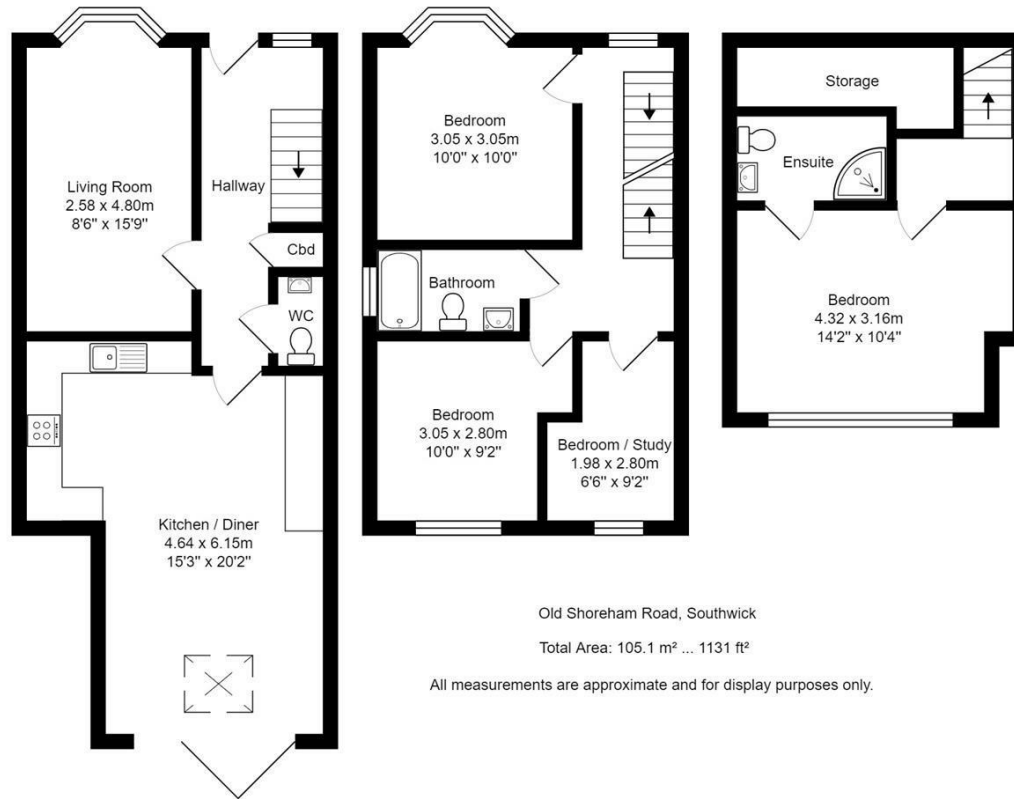 Living Room
2.58 x 4.80m
8'6" x 15'9"
Hallway
Cbd
WC
Kitchen / Diner
4.64 x 6.15m
15'3" x 20'2"
Bedroom
3.05 x 3.05m
10'0" x 10'0"
Bathroom
Bedroom
3.05 x 2.80m
10'0" x 9'2"
Bedroom / Study
1.98 x 2.80m
6'6" x 9'2"
Storage
Ensuite
Bedroom
4.32 x 3.16m
14'2" x 10'4"
Old Shoreham Road, Southwick
Total Area: 105.1 m² ... 1131 ft²
All measurements are approximate and for display purposes only.